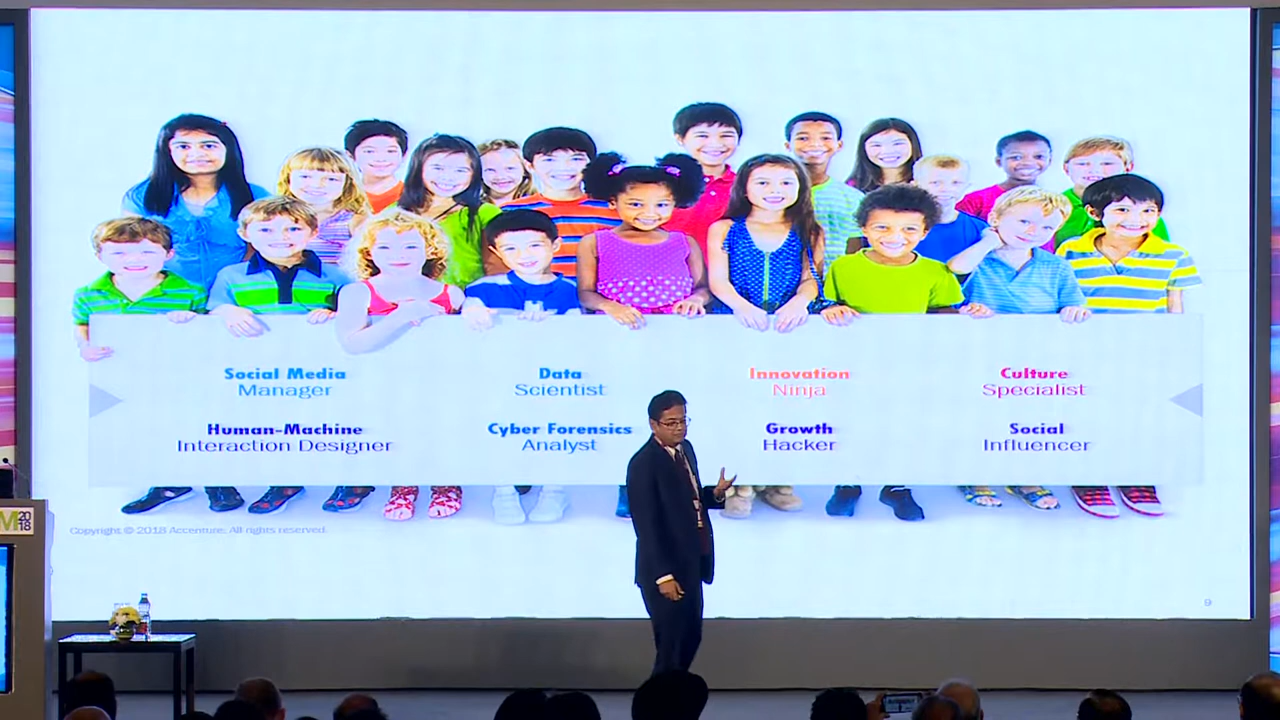 Social Media
Manager
Data
Scientist
Innovation
Ninja
Culture
Specialist
Human-Machine
Interaction Designer
Cyber Forensics
Analyst
Growth
Hacker
Social
Influencer
Copyright © 2018 Accenture. All rights reserved.
9
M 2018